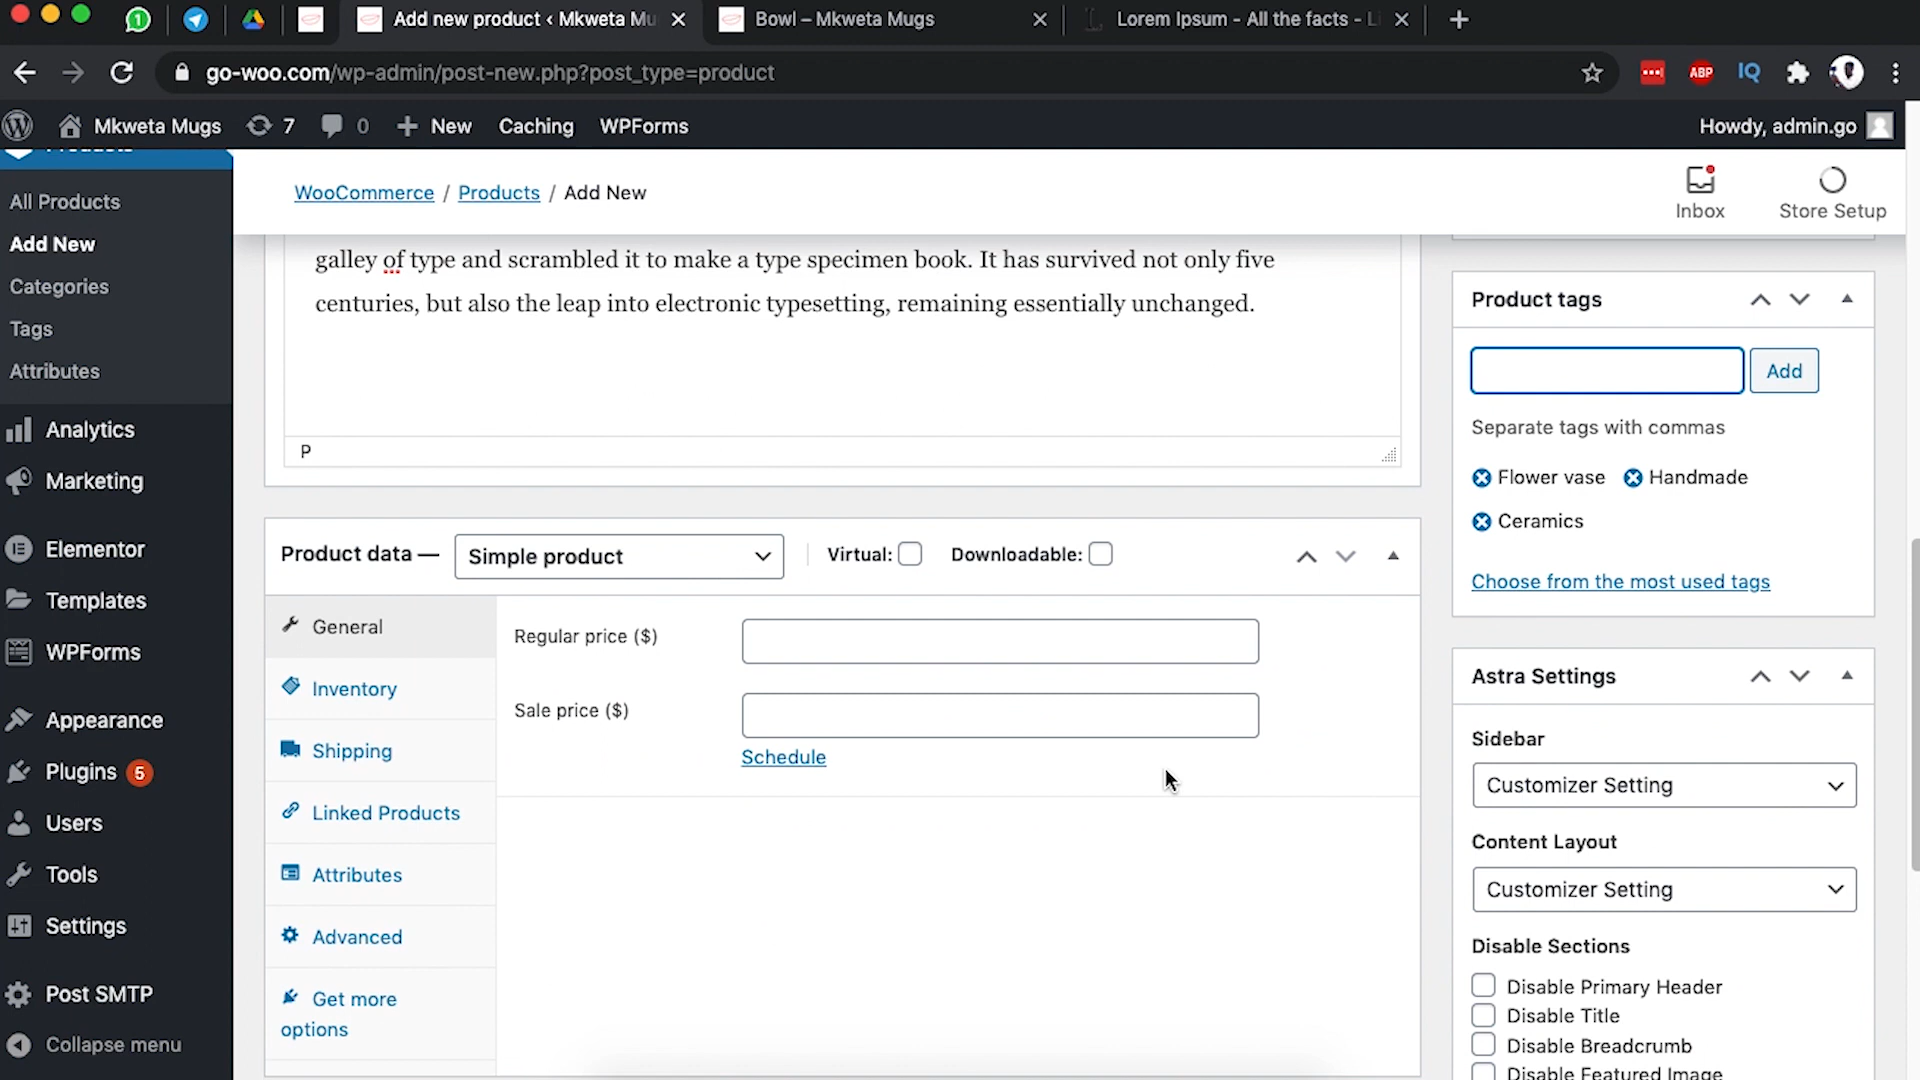 Add new product ‹ Mkweta Mu
Bowl – Mkweta Mugs
Lorem Ipsum - All the facts - Li
go-woo.com/wp-admin/post-new.php?post_type=product
ABP
IQ
Mkweta Mugs
7
0
New
Caching
WPForms
Howdy, admin.go
Products
All Products
Add New
Categories
Tags
Attributes
Analytics
Marketing
Elementor
Templates
WPForms
Appearance
Plugins 5
Users
Tools
Settings
Post SMTP
Collapse menu
WooCommerce / Products / Add New
Inbox
Store Setup
galley of type and scrambled it to make a type specimen book. It has survived not only five
centuries, but also the leap into electronic typesetting, remaining essentially unchanged.
P
Product data — Simple product
Virtual:
Downloadable:
General
Inventory
Shipping
Linked Products
Attributes
Advanced
Get more
options
Regular price ($)
Sale price ($)
Schedule
Product tags
Add
Separate tags with commas
Flower vase
Handmade
Ceramics
Choose from the most used tags
Astra Settings
Sidebar
Customizer Setting
Content Layout
Customizer Setting
Disable Sections
Disable Primary Header
Disable Title
Disable Breadcrumb
Disable Featured Image